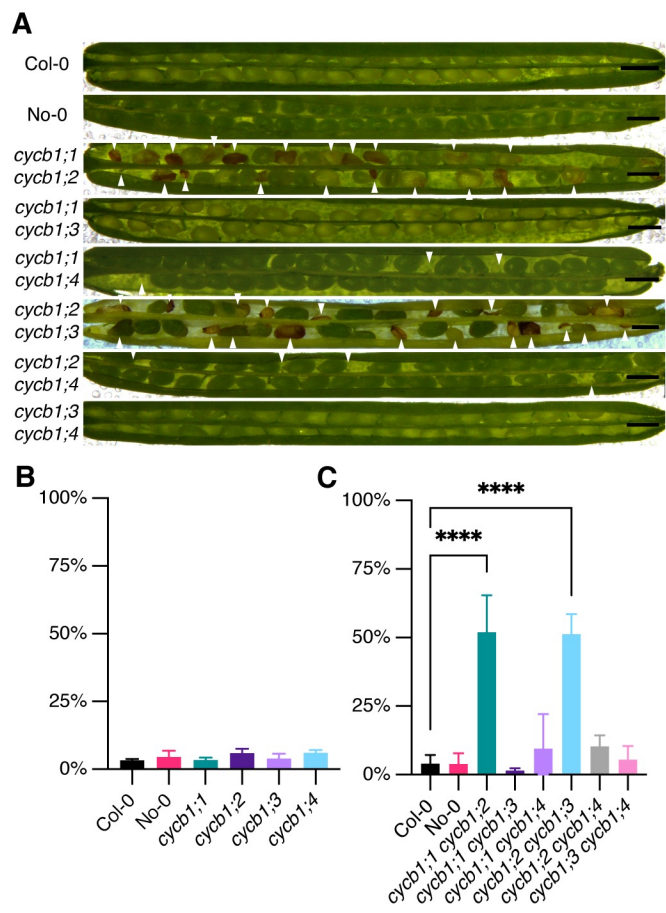 A
Col-0
No-0
cycb1;1
cycb1;2
cycb1;1
cycb1;3
cycb1;1
cycb1;4
cycb1;2
cycb1;3
cycb1;2
cycb1;4
cycb1;3
cycb1;4
B
100%
75%
50%
25%
0%
Col-0
No-0
cycb1;1
cycb1;2
cycb1;3
cycb1;4
C
100%
75%
50%
25%
0%
****
****
Col-0
No-0
cycb1;1 cycb1;2
cycb1;1 cycb1;3
cycb1;1 cycb1;4
cycb1;2 cycb1;3
cycb1;2 cycb1;4
cycb1;3 cycb1;4